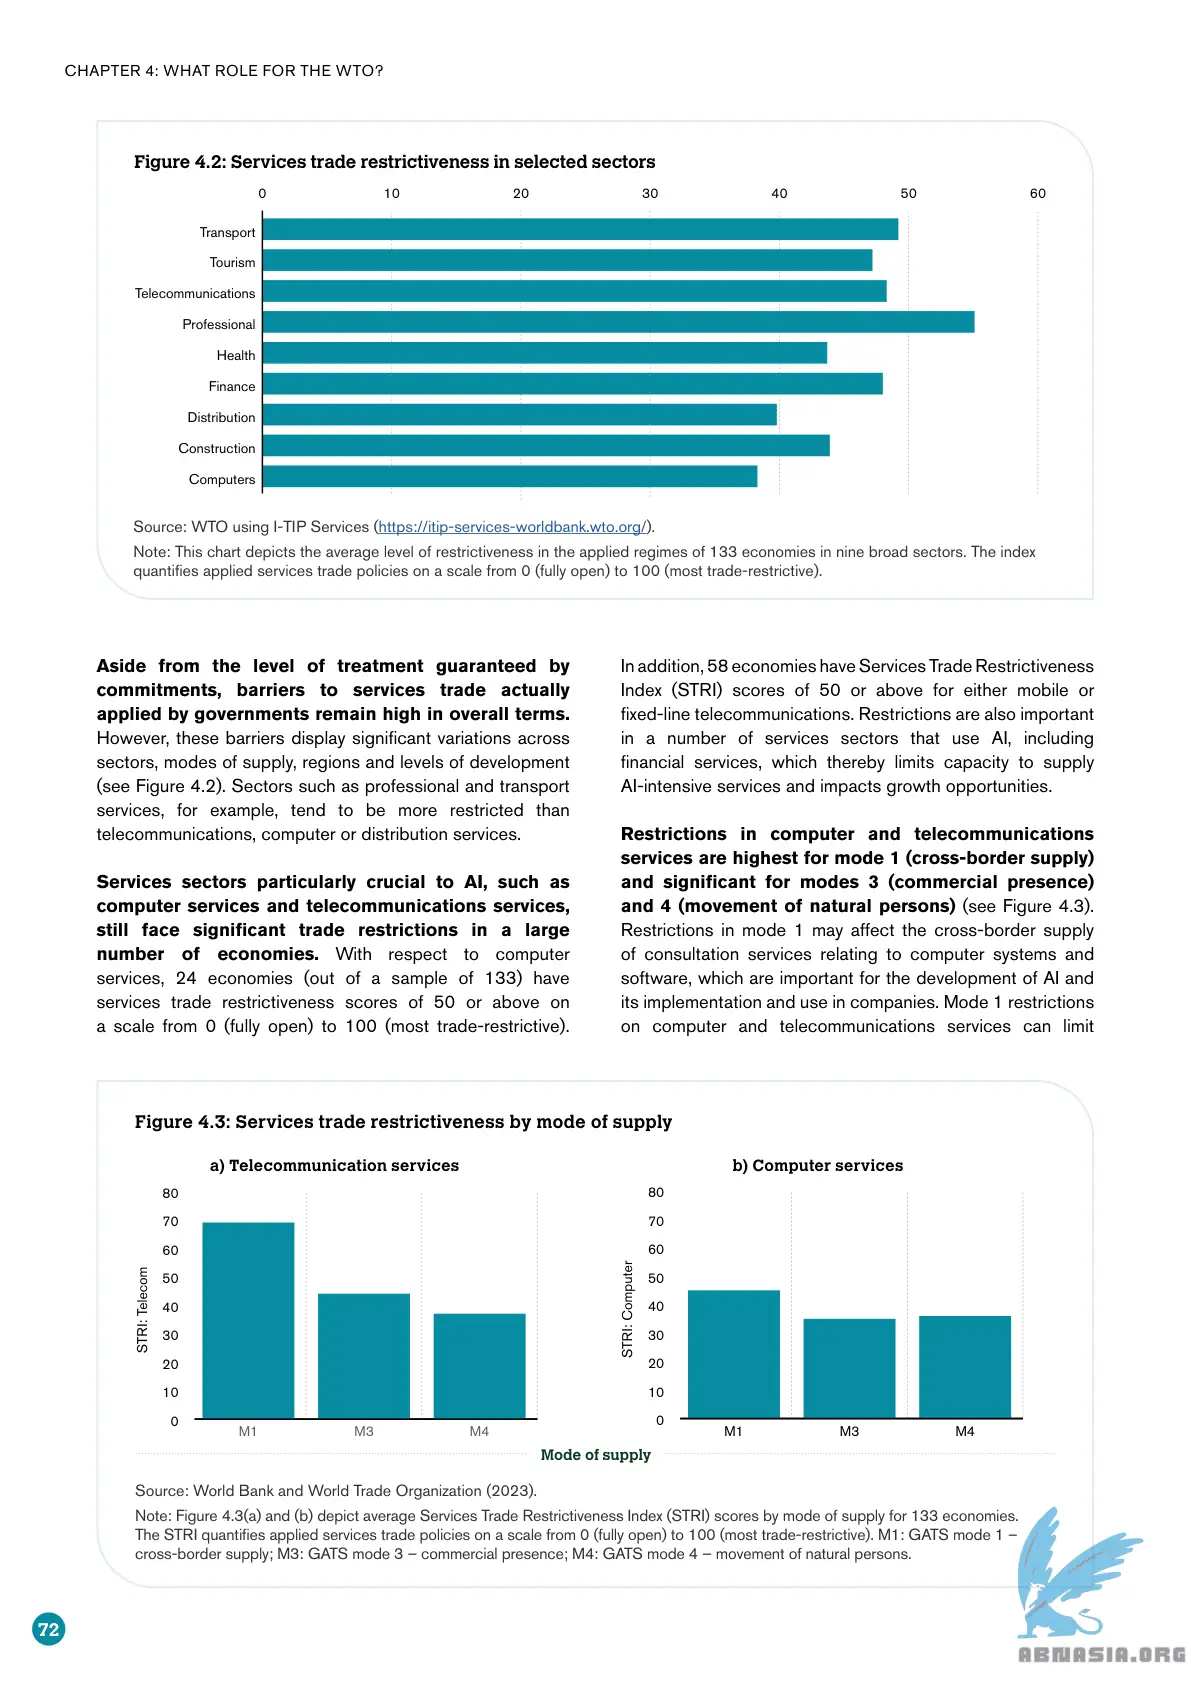 CHAPTER 4: WHAT ROLE FOR THE WTO?
Figure 4.2: Services trade restrictiveness in selected sectors
0 10 20 30 40 50 60
Transport
Tourism
Telecommunications
Professional
Health
Finance
Distribution
Construction
Computers
Source: WTO using I-TIP Services (https://itip-services-worldbank.wto.org/).
Note: This chart depicts the average level of restrictiveness in the applied regimes of 133 economies in nine broad sectors. The index
quantifies applied services trade policies on a scale from 0 (fully open) to 100 (most trade-restrictive).
Aside from the level of treatment guaranteed by
commitments, barriers to services trade actually
applied by governments remain high in overall terms.
However, these barriers display significant variations across
sectors, modes of supply, regions and levels of development
(see Figure 4.2). Sectors such as professional and transport
services, for example, tend to be more restricted than
telecommunications, computer or distribution services.
Services sectors particularly crucial to AI, such as
computer services and telecommunications services,
still face significant trade restrictions in a large
number of economies. With respect to computer
services, 24 economies (out of a sample of 133) have
services trade restrictiveness scores of 50 or above on
a scale from 0 (fully open) to 100 (most trade-restrictive).
In addition, 58 economies have Services Trade Restrictiveness
Index (STRI) scores of 50 or above for either mobile or
fixed-line telecommunications. Restrictions are also important
in a number of services sectors that use AI, including
financial services, which thereby limits capacity to supply
AI-intensive services and impacts growth opportunities.
Restrictions in computer and telecommunications
services are highest for mode 1 (cross-border supply)
and significant for modes 3 (commercial presence)
and 4 (movement of natural persons) (see Figure 4.3).
Restrictions in mode 1 may affect the cross-border supply
of consultation services relating to computer systems and
software, which are important for the development of AI and
its implementation and use in companies. Mode 1 restrictions
on computer and telecommunications services can limit
Figure 4.3: Services trade restrictiveness by mode of supply
a) Telecommunication services
STRI: Telecom
80
70
60
50
40
30
20
10
0
M1 M3 M4
b) Computer services
STRI: Computer
80
70
60
50
40
30
20
10
0
M1 M3 M4
Mode of supply
Source: World Bank and World Trade Organization (2023).
Note: Figure 4.3(a) and (b) depict average Services Trade Restrictiveness Index (STRI) scores by mode of supply for 133 economies.
The STRI quantifies applied services trade policies on a scale from 0 (fully open) to 100 (most trade-restrictive). M1: GATS mode 1 –
cross-border supply; M3: GATS mode 3 – commercial presence; M4: GATS mode 4 – movement of natural persons.
72
ABNASIA.ORG